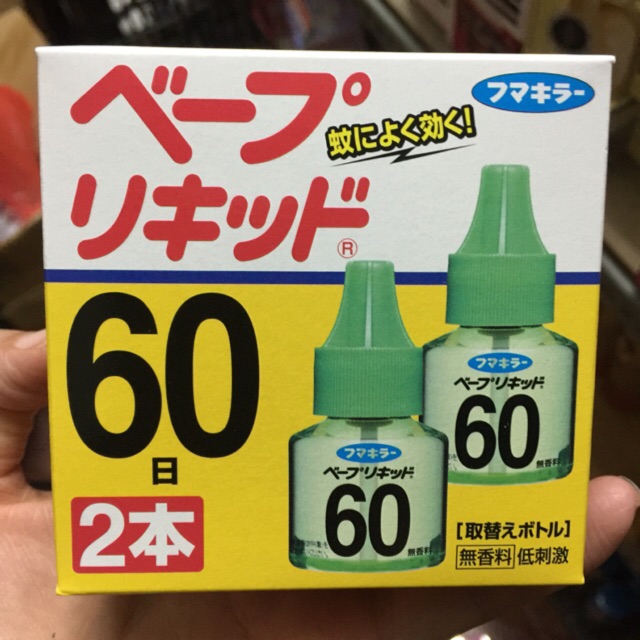 ベープ
リキッド®
蚊によく効く!
フマキラー
60
日
2本
フマキラー
ベープリキッド
60
無香料
フマキラー
ベープリキッド
60
無香料
[取替えボトル]
無香料 低刺激